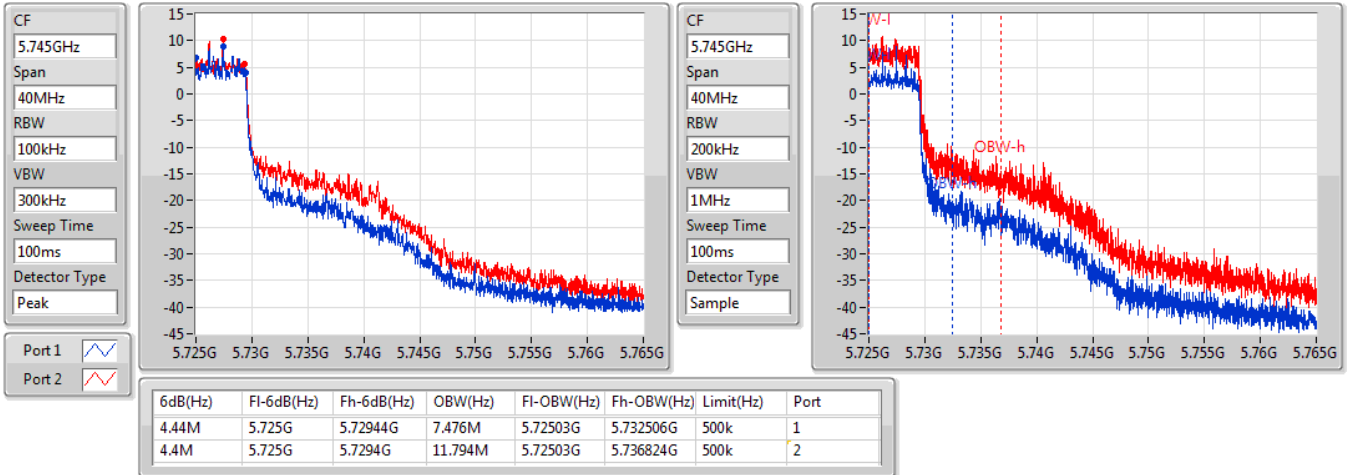 CF
5.745GHz
Span
40MHz
RBW
100kHz
VBW
300kHz
Sweep Time
100ms
Detector Type
Peak
15
10
5
0
-5
-10
-15
-20
-25
-30
-35
-40
-45
5.725G 5.73G 5.735G 5.74G 5.745G 5.75G 5.755G 5.76G 5.765G
CF
5.745GHz
Span
40MHz
RBW
200kHz
VBW
1MHz
Sweep Time
100ms
Detector Type
Sample
W-l
OBW-h
15
10
5
0
-5
-10
-15
-20
-25
-30
-35
-40
-45
5.725G 5.73G 5.735G 5.74G 5.745G 5.75G 5.755G 5.76G 5.765G
Port 1
Port 2
6dB(Hz) Fl-6dB(Hz) Fh-6dB(Hz) OBW(Hz) Fl-OBW(Hz) Fh-OBW(Hz) Limit(Hz) Port
4.44M 5.725G 5.72944G 7.476M 5.72503G 5.732506G 500k 1
4.4M 5.725G 5.7294G 11.794M 5.72503G 5.736824G 500k 2